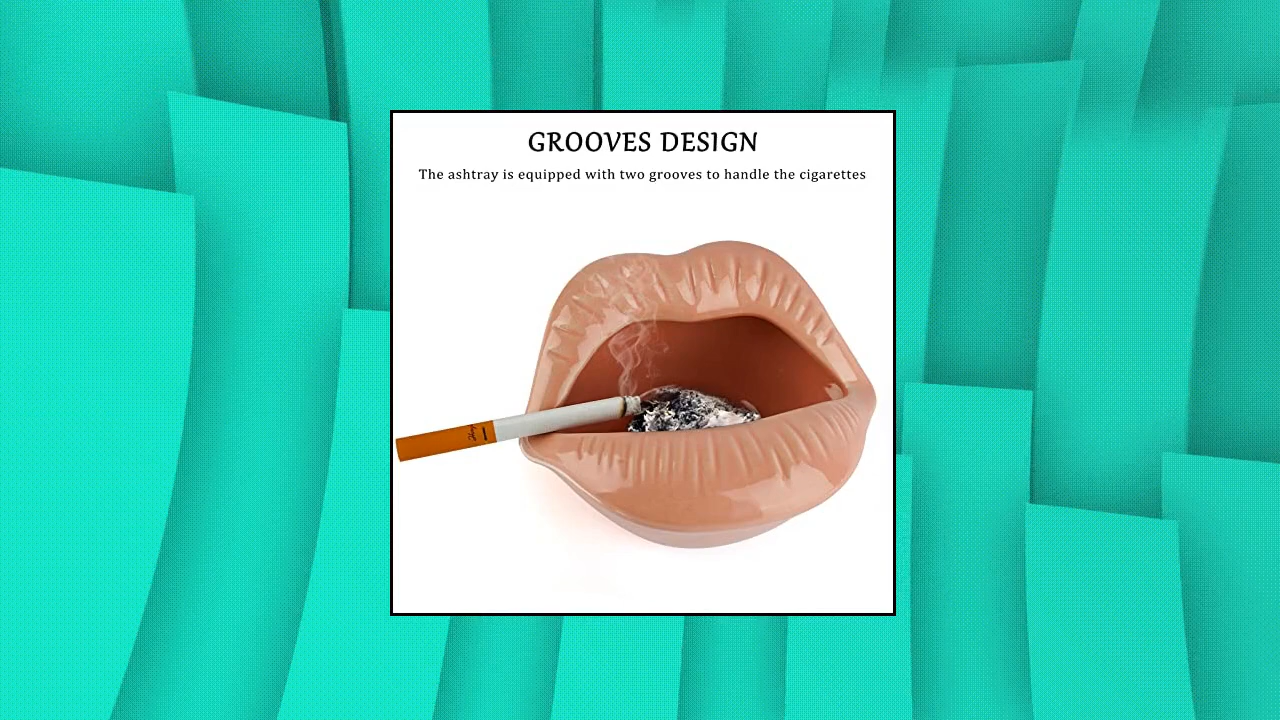 GROOVES DESIGN
The ashtray is equipped with two grooves to handle the cigarettes